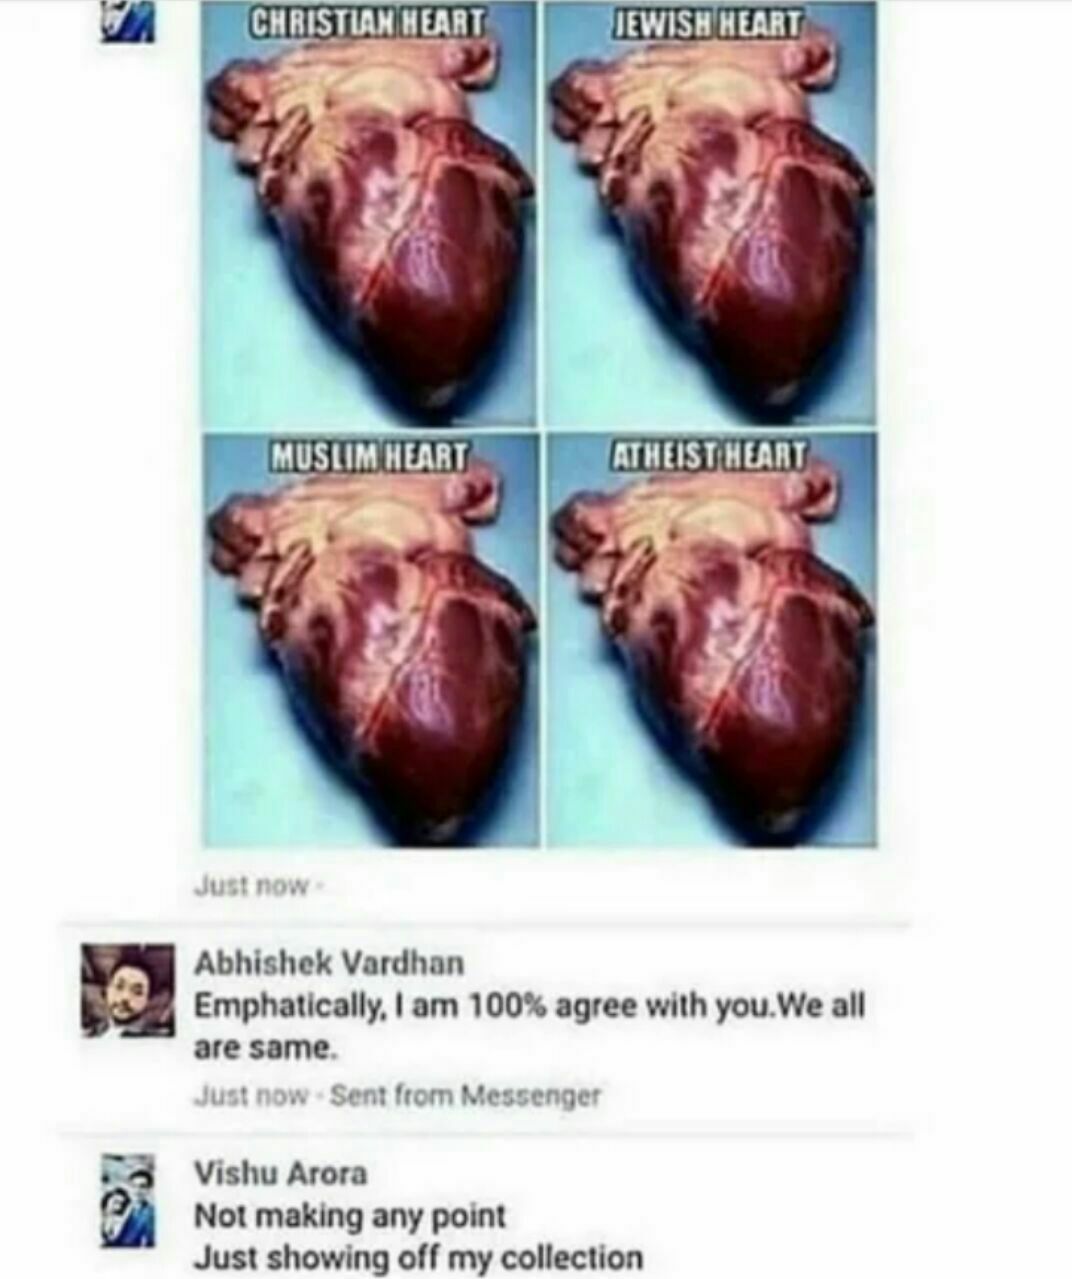 CHRISTIAN HEART
JEWISH HEART
MUSLIM HEART
ATHEIST HEART
Just now -
Abhishek Vardhan
Emphatically, I am 100% agree with you.We all
are same.
Just now - Sent from Messenger
Vishu Arora
Not making any point
Just showing off my collection